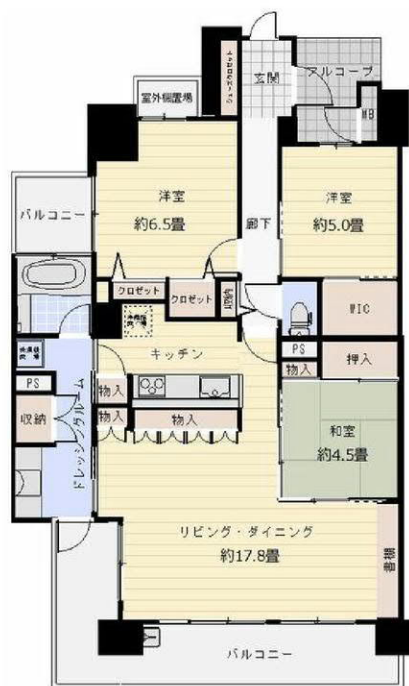 玄関
アルコーブ
MB
室外機置場
洋室
約6.5畳
洋室
約5.0畳
バルコニー
廊下
クロゼット
クロゼット
物入
WIC
キッチン
PS
物入
押入
PS
収納
物入
物入
物入
和室
約4.5畳
ドレッシングルーム
リビング・ダイニング
約17.8畳
書棚
バルコニー